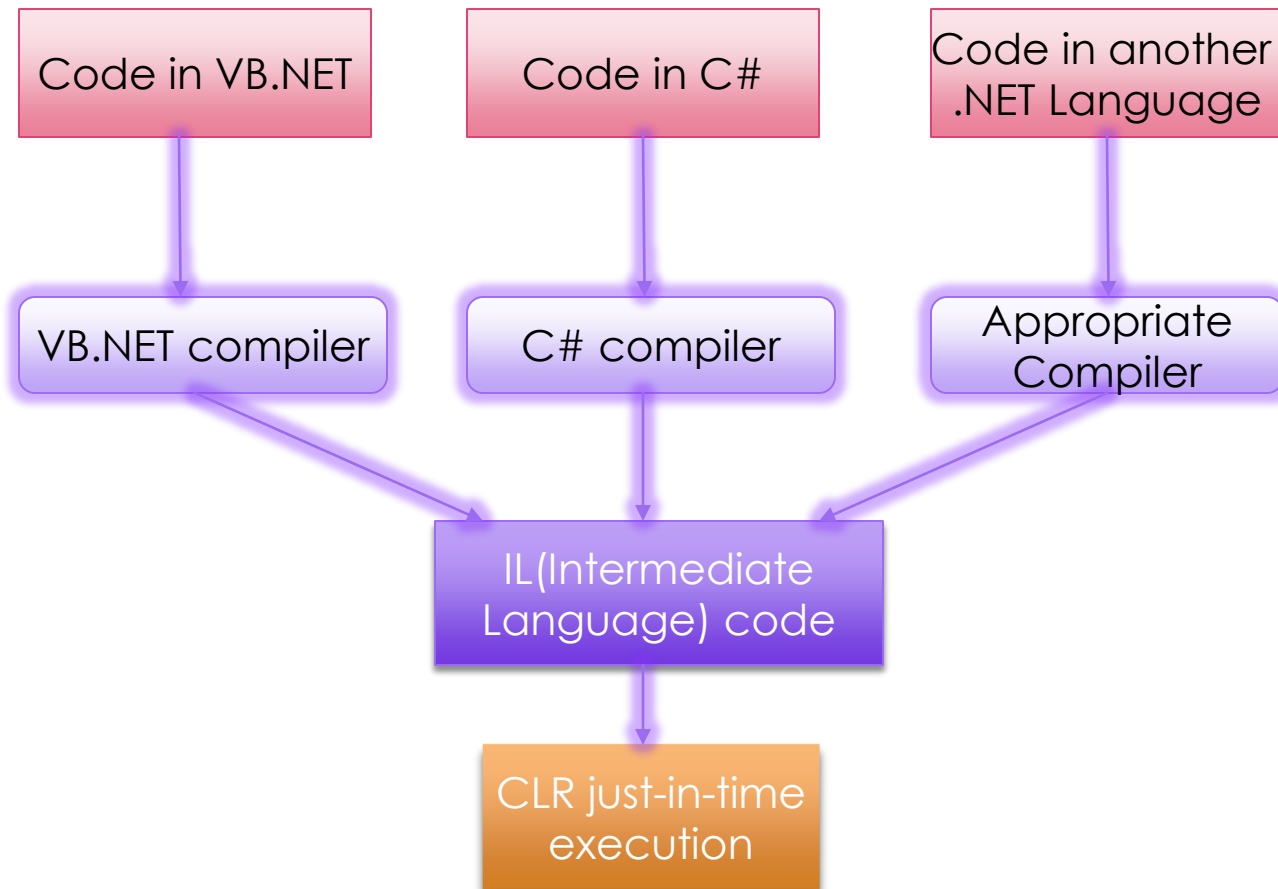 Code in VB.NET
Code in C#
Code in another
.NET Language
VB.NET compiler
C# compiler
Appropriate
Compiler
IL(Intermediate
Language) code
CLR just-in-time
execution